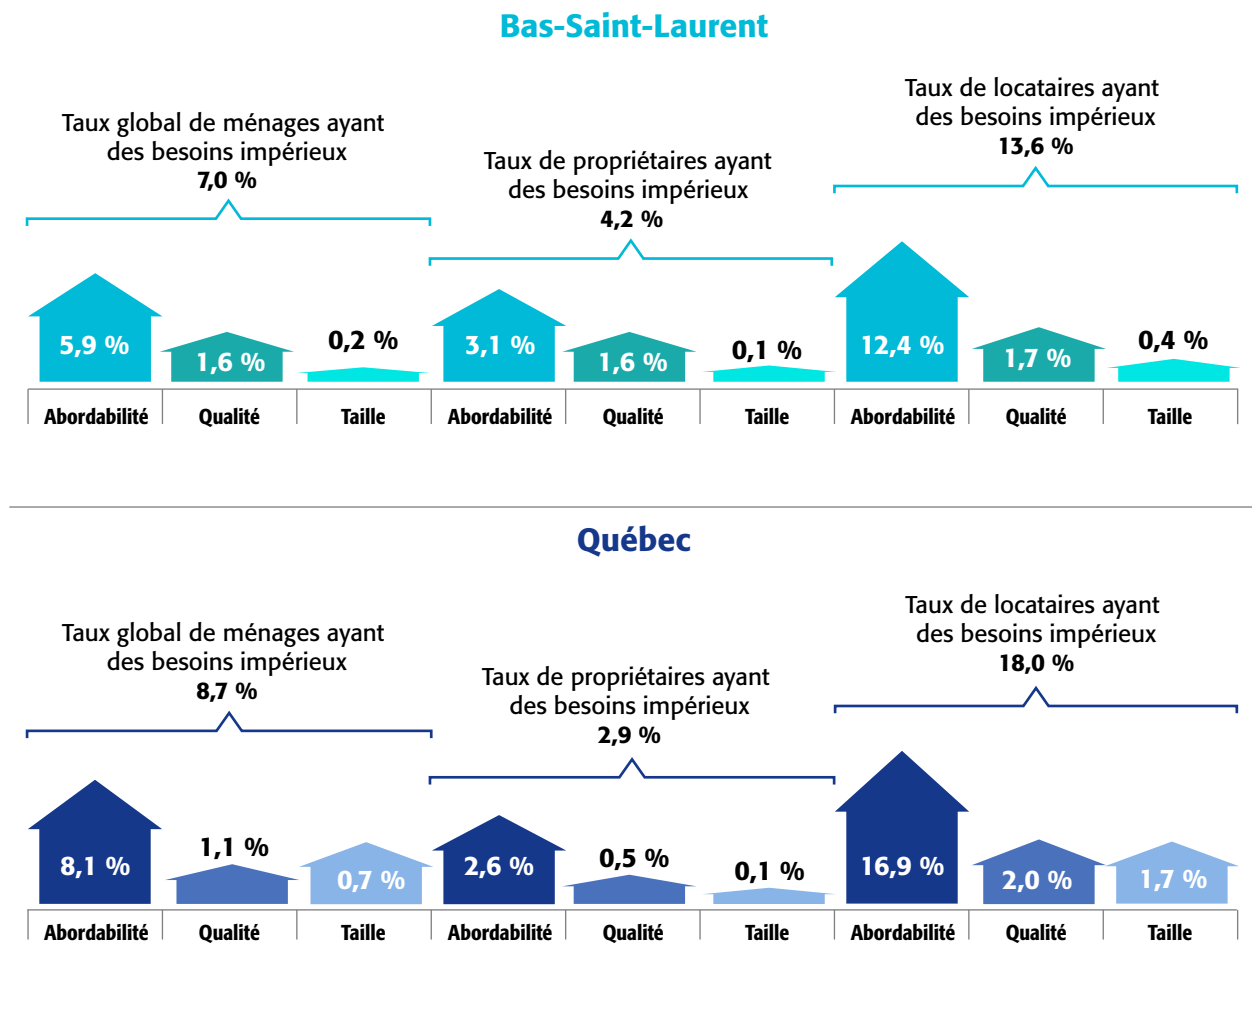 Bas-Saint-Laurent
Taux global de ménages ayant
des besoins impérieux
7,0 %
Taux de propriétaires ayant
des besoins impérieux
4,2 %
Taux de locataires ayant
des besoins impérieux
13,6 %
5,9 %
1,6 %
0,2 %
3,1 %
1,6 %
0,1 %
12,4 %
1,7 %
0,4 %
Abordabilité
Qualité
Taille
Abordabilité
Qualité
Taille
Abordabilité
Qualité
Taille
Québec
Taux global de ménages ayant
des besoins impérieux
8,7 %
Taux de propriétaires ayant
des besoins impérieux
2,9 %
Taux de locataires ayant
des besoins impérieux
18,0 %
8,1 %
1,1 %
0,7 %
2,6 %
0,5 %
0,1 %
16,9 %
2,0 %
1,7 %
Abordabilité
Qualité
Taille
Abordabilité
Qualité
Taille
Abordabilité
Qualité
Taille